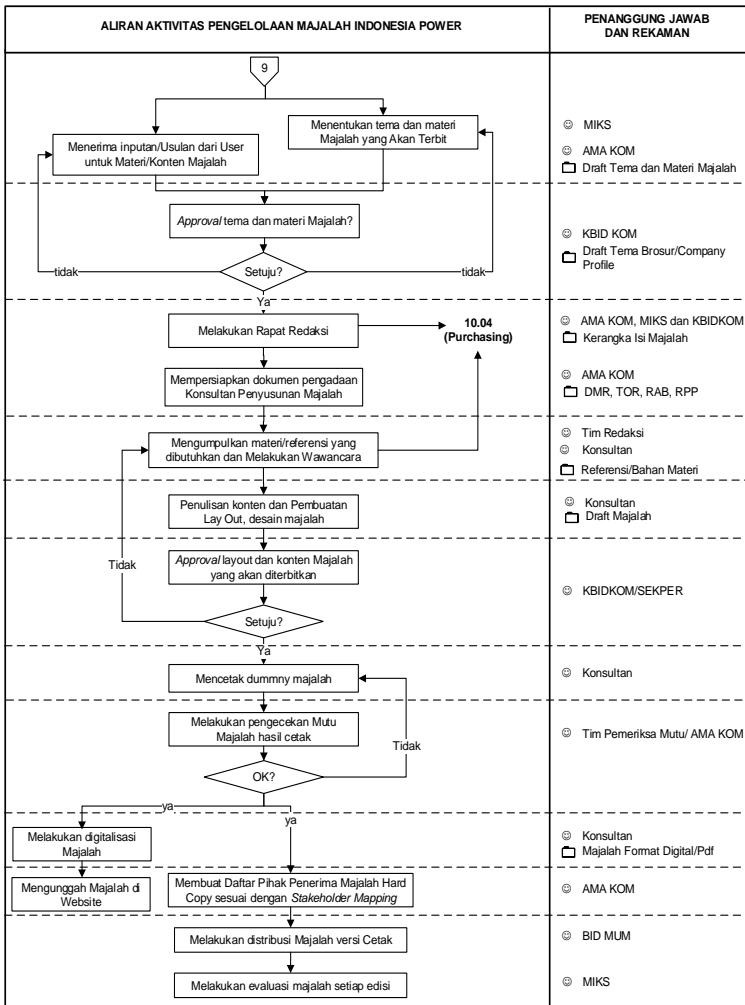 ALIRAN AKTIVITAS PENGELOLAAN MAJALAH INDONESIA POWER
PENANGGUNG JAWAB
DAN REKAMAN
9
Menerima inputan/Usulan dari User
untuk Materi/Konten Majalah
Menentukan tema dan materi
Majalah yang Akan Terbit
MIKS
AMA KOM
Draft Tema dan Materi Majalah
Approval tema dan materi Majalah?
Setuju?
tidak
tidak
Ya
KBID KOM
Draft Tema Brosur/Company
Profile
Melakukan Rapat Redaksi
10.04
(Purchasing)
Mempersiapkan dokumen pengadaan
Konsultan Penyusunan Majalah
AMA KOM, MIKS dan KBIDKOM
Kerangka Isi Majalah
AMA KOM
DMR, TOR, RAB, RPP
Mengumpulkan materi/referensi yang
dibutuhkan dan Melakukan Wawancara
Tim Redaksi
Konsultan
Referensi/Bahan Materi
Penulisan konten dan Pembuatan
Lay Out, desain majalah
Konsultan
Draft Majalah
Tidak
Approval layout dan konten Majalah
yang akan diterbitkan
Setuju?
Ya
KBIDKOM/SEKPER
Mencetak dummny majalah
Konsultan
Melakukan pengecekan Mutu
Majalah hasil cetak
Tidak
OK?
Tim Pemeriksa Mutu/ AMA KOM
ya
ya
Melakukan digitalisasi
Majalah
Konsultan
Majalah Format Digital/Pdf
Mengunggah Majalah di
Website
Membuat Daftar Pihak Penerima Majalah Hard
Copy sesuai dengan Stakeholder Mapping
AMA KOM
Melakukan distribusi Majalah versi Cetak
BID MUM
Melakukan evaluasi majalah setiap edisi
MIKS